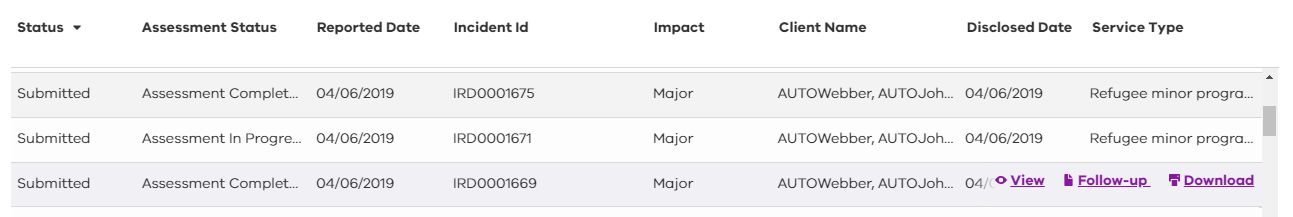 Status Assessment Status Reported Date Incident Id Impact Client Name Disclosed Date Service Type
Submitted Assessment Complet... 04/06/2019 IRD0001675 Major AUTOWebber, AUTOJoh... 04/06/2019 Refugee minor progra...
Submitted Assessment In Progre... 04/06/2019 IRD0001671 Major AUTOWebber, AUTOJoh... 04/06/2019 Refugee minor progra...
Submitted Assessment Complet... 04/06/2019 IRD0001669 Major AUTOWebber, AUTOJoh... 04/ View Follow-up Download